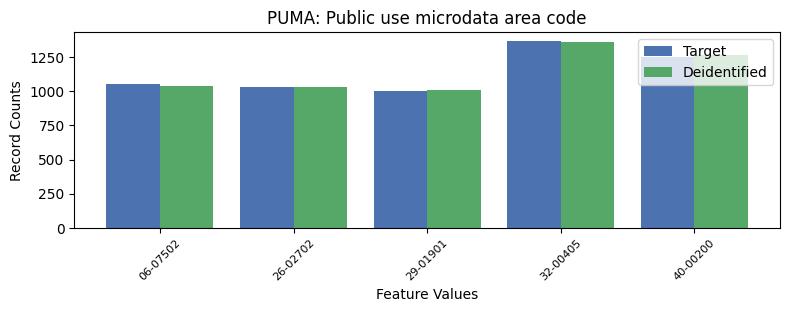 PUMA: Public use microdata area code
Target
Deidentified
Record Counts
1250
1000
750
500
250
0
06-07502
26-02702
29-01901
32-00405
40-00200
Feature Values